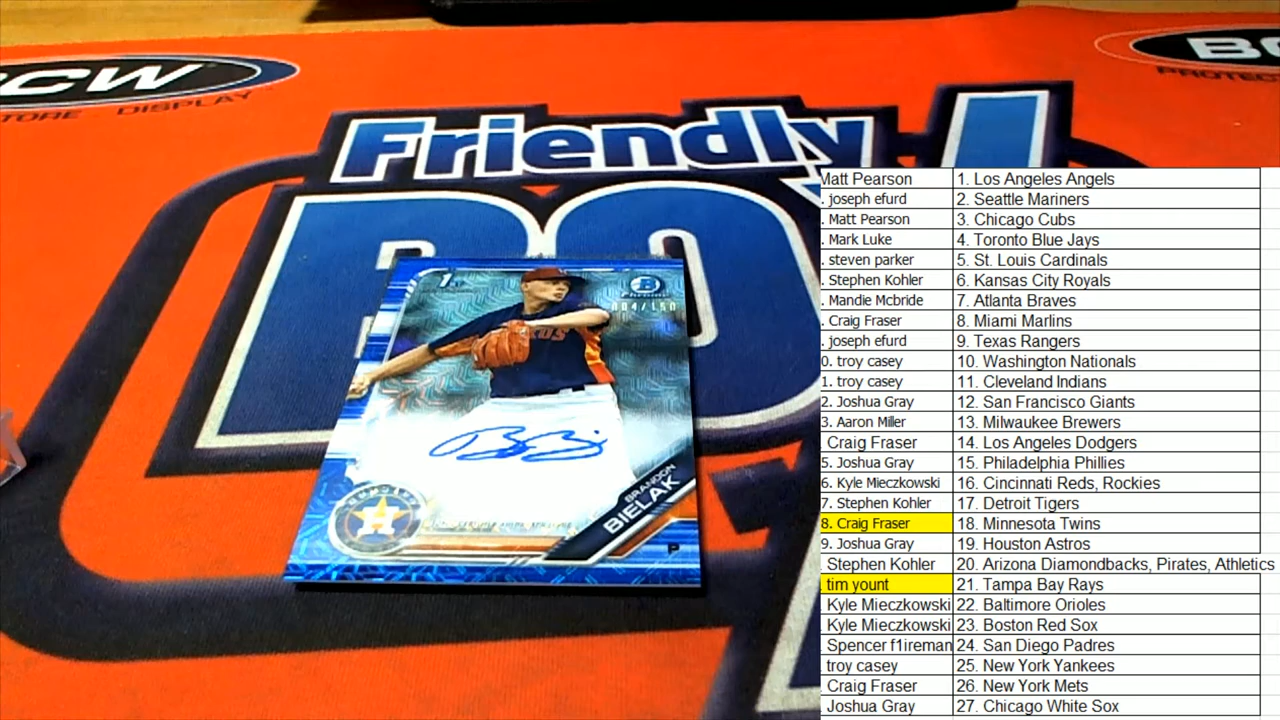 CW
TORE DISPLAY
BC
PROTEC
Friendly
BO
1st
B
Chrome
004/150
BRANDON
BIELAK
P
Matt Pearson 1. Los Angeles Angels
. joseph efurd 2. Seattle Mariners
. Matt Pearson 3. Chicago Cubs
. Mark Luke 4. Toronto Blue Jays
. steven parker 5. St. Louis Cardinals
. Stephen Kohler 6. Kansas City Royals
. Mandie Mcbride 7. Atlanta Braves
. Craig Fraser 8. Miami Marlins
. joseph efurd 9. Texas Rangers
0. troy casey 10. Washington Nationals
1. troy casey 11. Cleveland Indians
2. Joshua Gray 12. San Francisco Giants
3. Aaron Miller 13. Milwaukee Brewers
Craig Fraser 14. Los Angeles Dodgers
5. Joshua Gray 15. Philadelphia Phillies
6. Kyle Mieczkowski 16. Cincinnati Reds, Rockies
7. Stephen Kohler 17. Detroit Tigers
8. Craig Fraser 18. Minnesota Twins
9. Joshua Gray 19. Houston Astros
Stephen Kohler 20. Arizona Diamondbacks, Pirates, Athletics
tim yount 21. Tampa Bay Rays
Kyle Mieczkowski 22. Baltimore Orioles
Kyle Mieczkowski 23. Boston Red Sox
Spencer f1ireman 24. San Diego Padres
troy casey 25. New York Yankees
Craig Fraser 26. New York Mets
Joshua Gray 27. Chicago White Sox